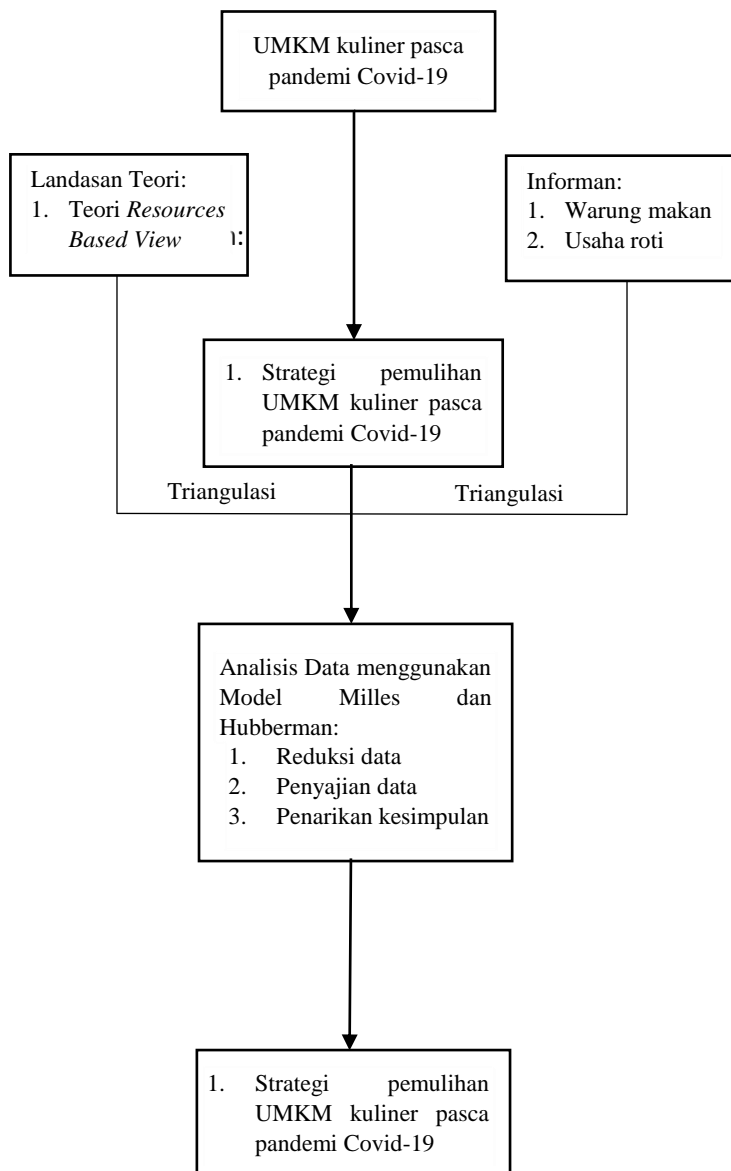 UMKM kuliner pasca
pandemi Covid-19
Landasan Teori:
1. Teori Resources
Based View
Informan:
1. Warung makan
2. Usaha roti
1. Strategi pemulihan
UMKM kuliner pasca
pandemi Covid-19
Triangulasi
Triangulasi
Analisis Data menggunakan
Model Milles dan
Hubberman:
1. Reduksi data
2. Penyajian data
3. Penarikan kesimpulan
1. Strategi pemulihan
UMKM kuliner pasca
pandemi Covid-19